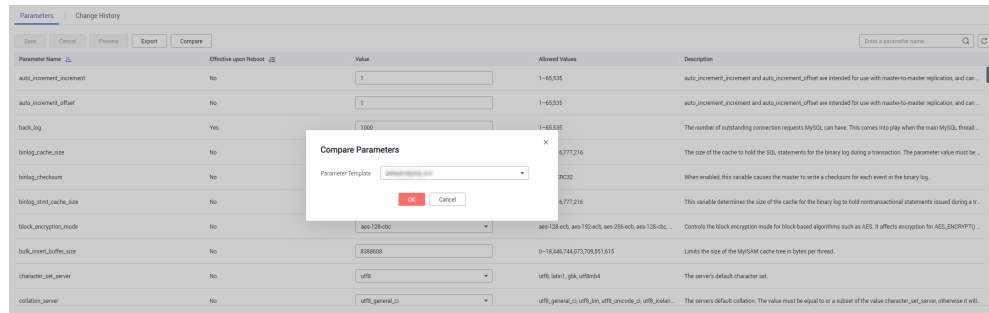 Parameters Change History
Save Cancel Preview Export Compare Enter a parameter name.
Parameter Name Effective upon Reboot Value Allowed Values Description
auto_increment_increment No 1 1–65,535 auto_increment_increment and auto_increment_offset are intended for use with master-to-master replication, and can ...
auto_increment_offset No 1 1–65,535 auto_increment_increment and auto_increment_offset are intended for use with master-to-master replication, and can ...
back_log Yes 1000 1–65,535 The number of outstanding connection requests MySQL can have. This comes into play when the main MySQL thread ...
Compare Parameters
binlog_cache_size No 6,777,216 The size of the cache to hold the SQL statements for the binary log during a transaction. The parameter value must be ...
Parameter Template
binlog_checksum No RC32 When enabled, this variable causes the master to write a checksum for each event in the binary log.
OK Cancel
binlog_stmt_cache_size No 6,777,216 This variable determines the size of the cache for the binary log to hold nontransactional statements issued during a tr...
block_encryption_mode No aes-128-cbc aes-128-ecb, aes-192-ecb, aes-256-ecb, aes-128-cbc, ... Controls the block encryption mode for block-based algorithms such as AES. It affects encryption for AES_ENCRYPT() ...
bulk_insert_buffer_size No 8388608 0–18,446,744,073,709,551,615 Limits the size of the MyISAM cache tree in bytes per thread.
character_set_server No utf8 utf8, latin1, gbk, utf8mb4 The server's default character set.
collation_server No utf8_general_ci utf8_general_ci, utf8_bin, utf8_unicode_ci, utf8_icelan... The servers default collation. The value must be equal to or a subset of the value character_set_server, otherwise it will...